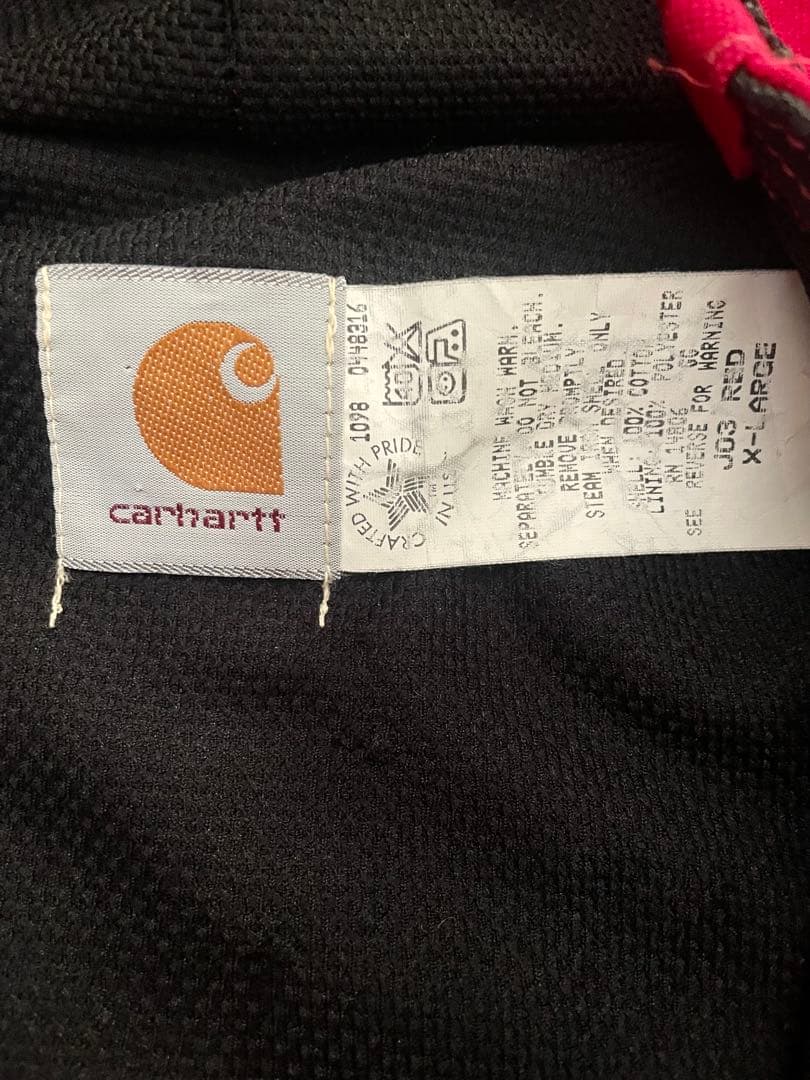 carhartt
1098 0448316
CRAFTED WITH PRIDE
IN U.S.
MACHINE WASH WARM.
SEPARATE. DO NOT BLEACH.
TUMBLE DRY MEDIUM.
REMOVE PROMPTLY
STEAM IRON SHELL ONLY
WHEN DESIRED
SHELL: 100% COTTON
LINING: 100% POLYESTER
RN 14806 GG
SEE REVERSE FOR WARNING
J03 RED
X-LARGE